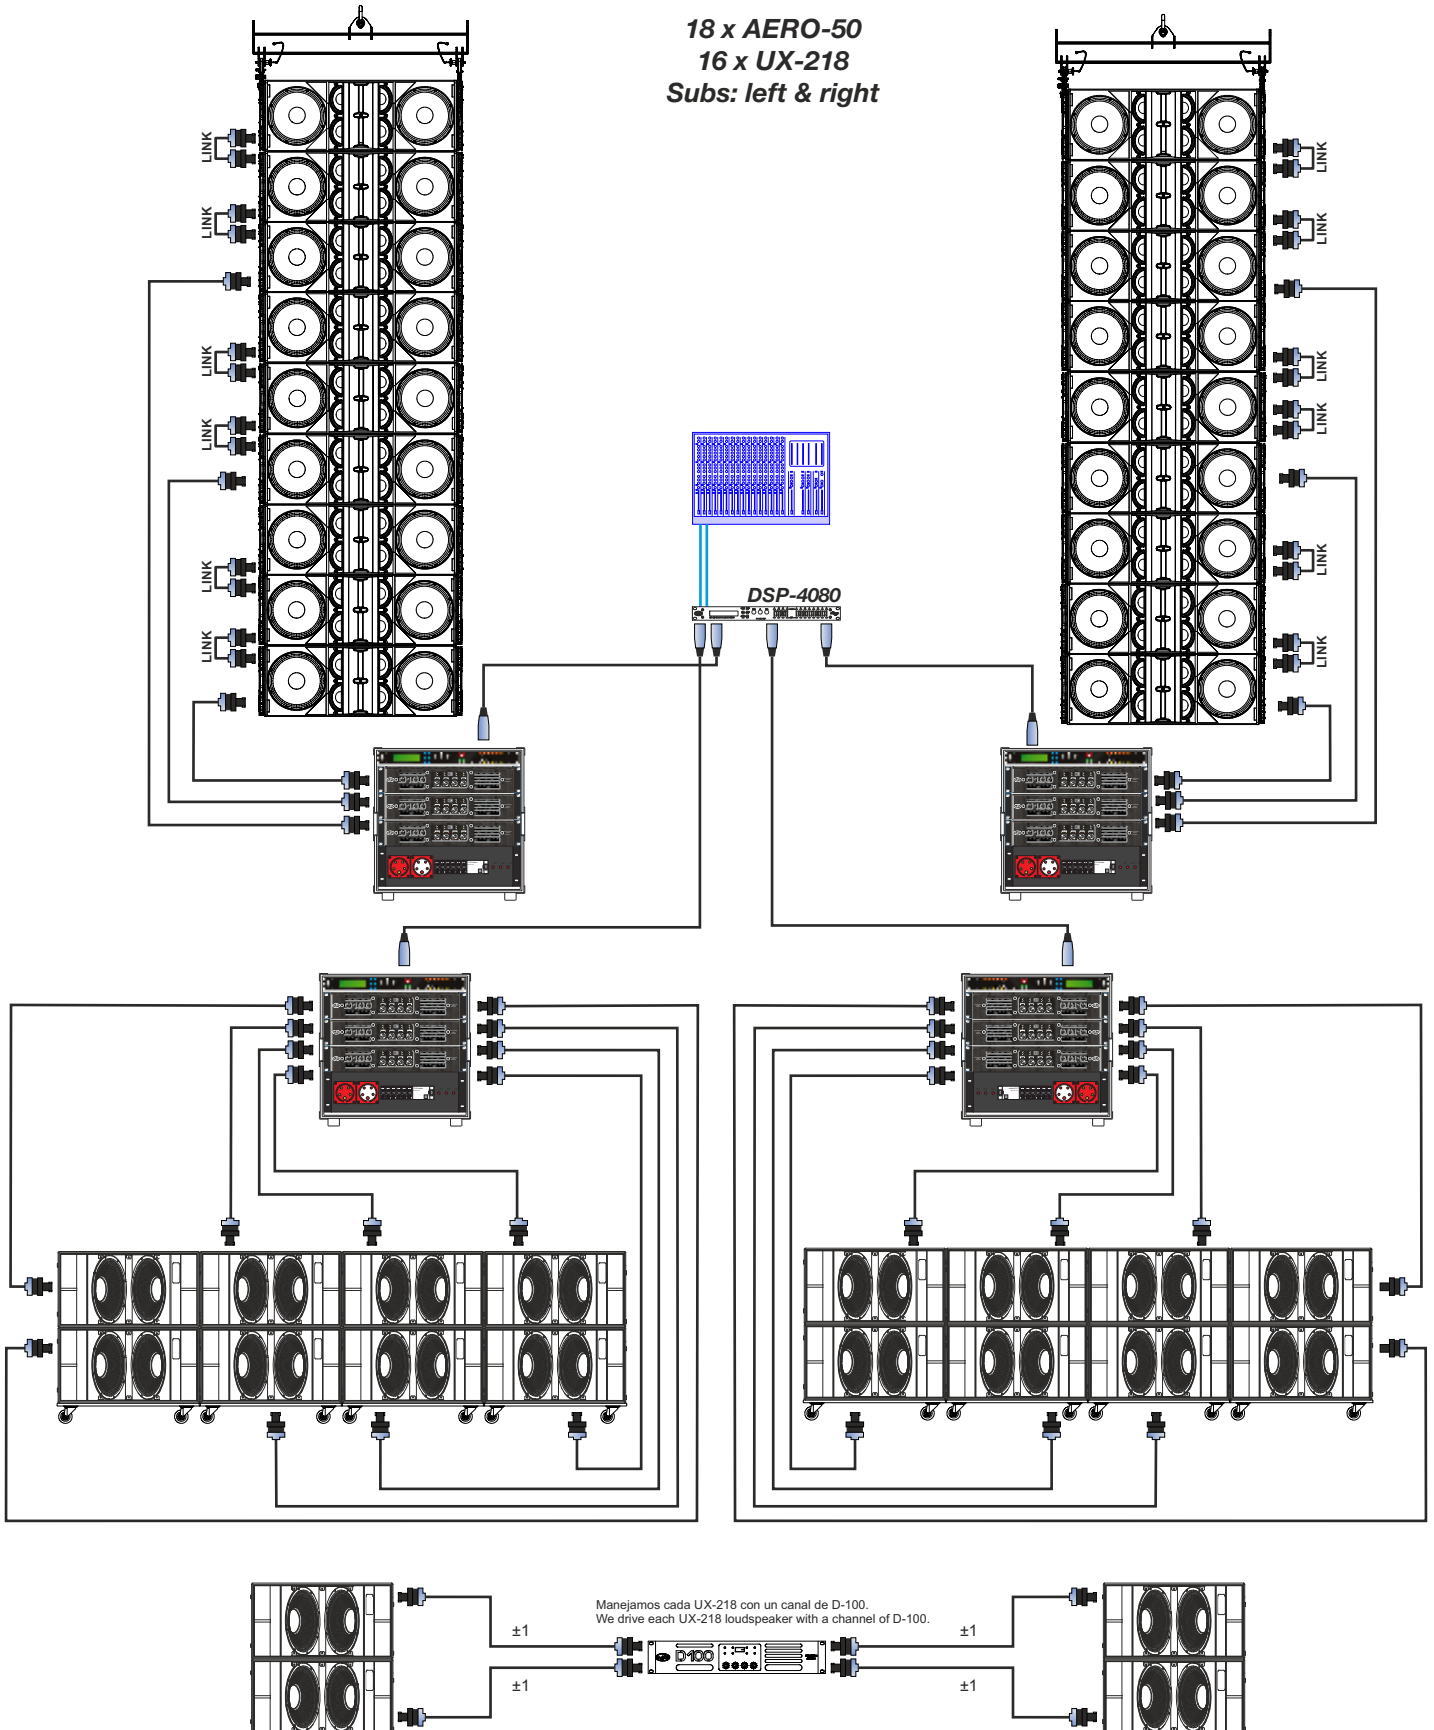 18 x AERO-50
16 x UX-218
Subs: left & right
LINK
LINK
LINK
LINK
LINK
LINK
LINK
LINK
LINK
LINK
LINK
LINK
DSP-4080
Manejamos cada UX-218 con un canal de D-100.
We drive each UX-218 loudspeaker with a channel of D-100.
±1
±1
D100
±1
±1